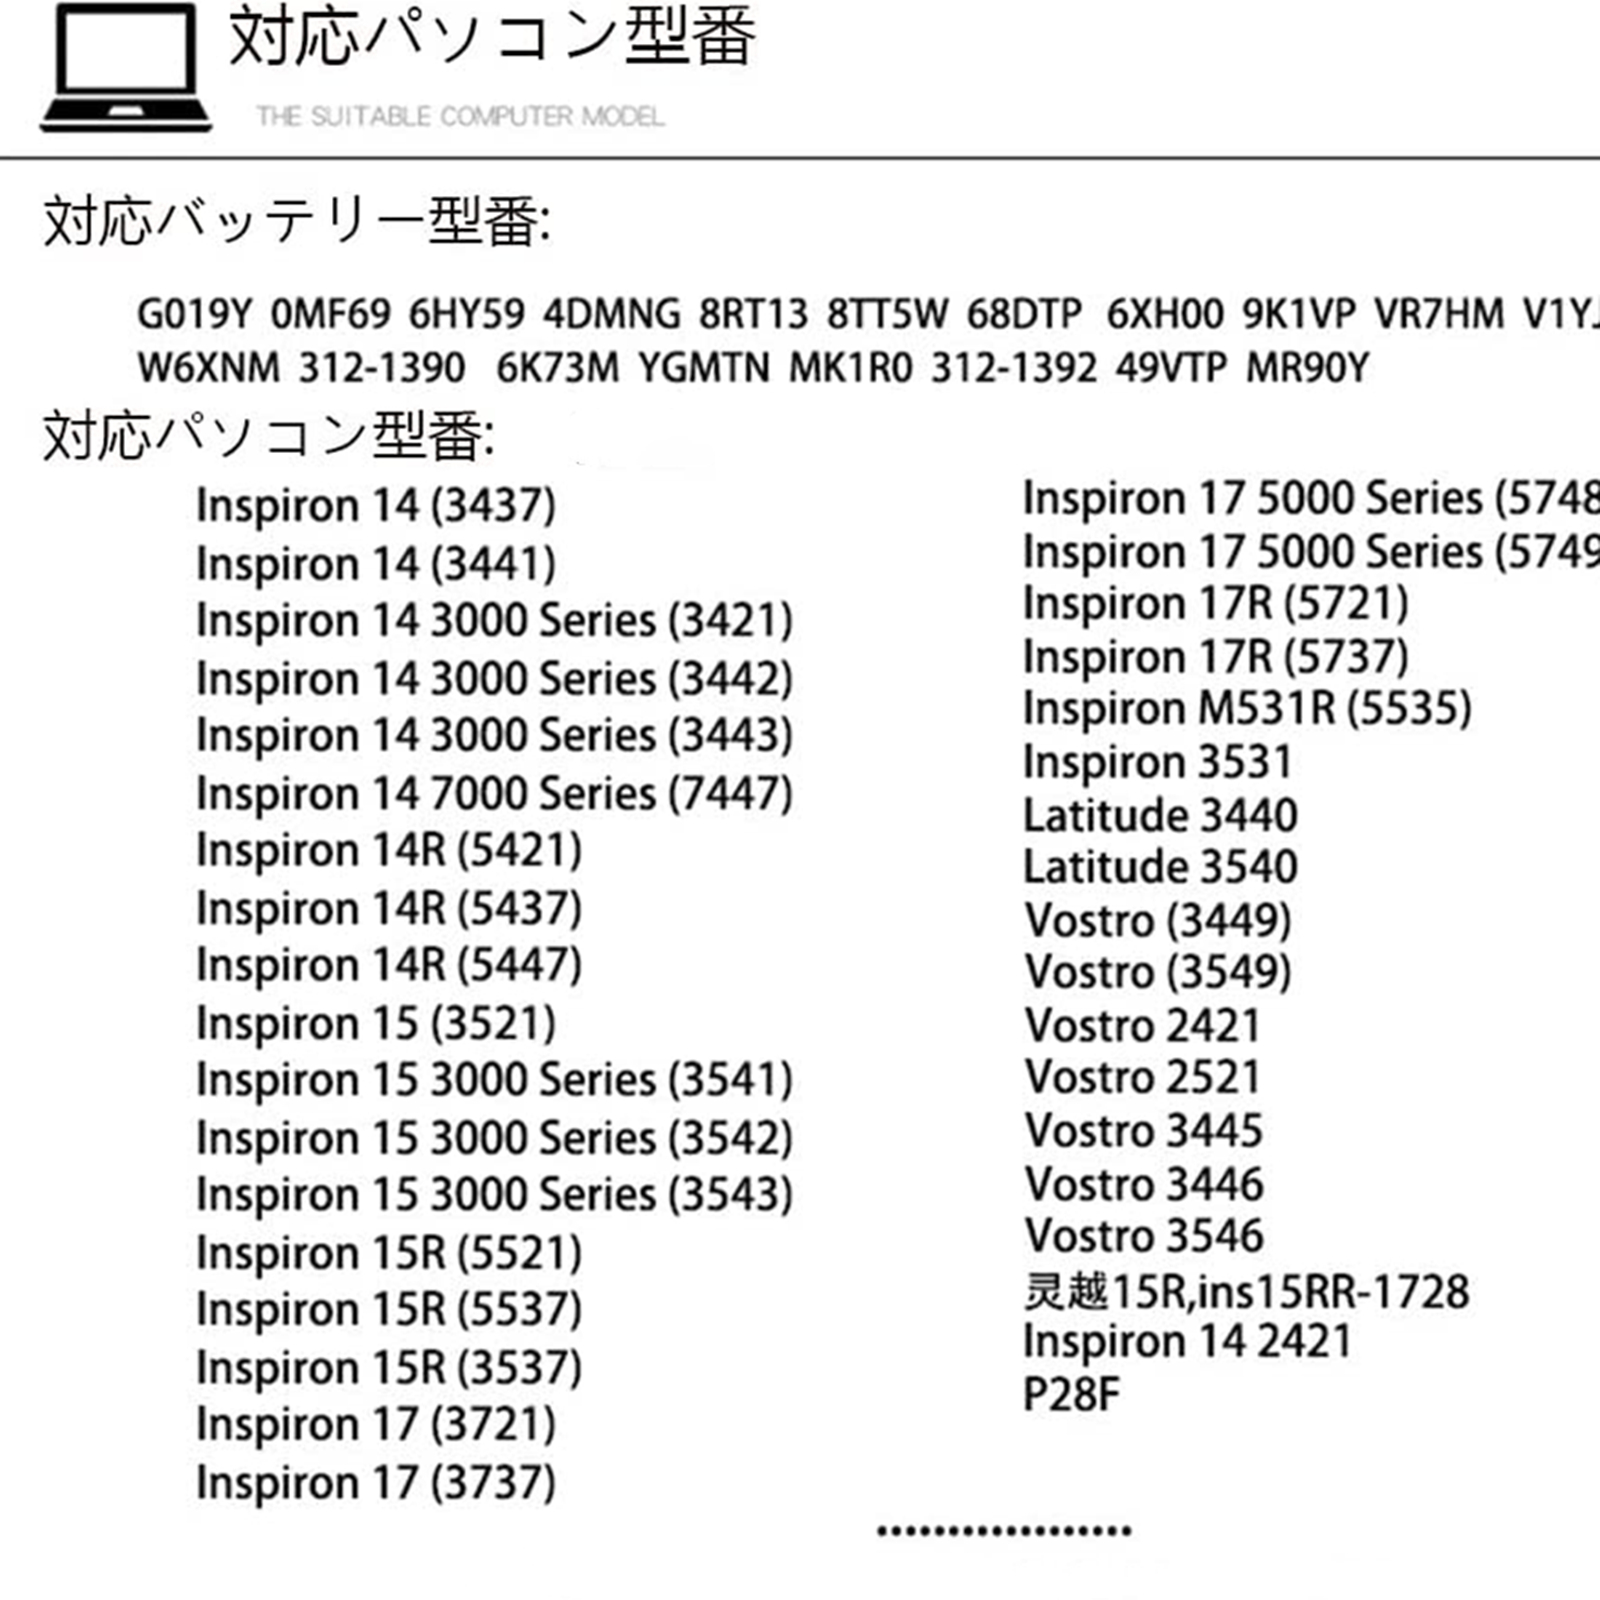 対応パソコン型番
THE SUITABLE COMPUTER MODEL
対応バッテリー型番:
G019Y 0MF69 6HY59 4DMNG 8RT13 8TT5W 68DTP 6XH00 9K1VP VR7HM
W6XNM 312-1390 6K73M YGMTN MK1R0 312-1392 49VTP MR90Y
対応パソコン型番:
Inspiron 14 (3437)
Inspiron 14 (3441)
Inspiron 14 3000 Series (3421)
Inspiron 14 3000 Series (3442)
Inspiron 14 3000 Series (3443)
Inspiron 14 7000 Series (7447)
Inspiron 14R (5421)
Inspiron 14R (5437)
Inspiron 14R (5447)
Inspiron 15 (3521)
Inspiron 15 3000 Series (3541)
Inspiron 15 3000 Series (3542)
Inspiron 15 3000 Series (3543)
Inspiron 15R (5521)
Inspiron 15R (5537)
Inspiron 15R (3537)
Inspiron 17 (3721)
Inspiron 17 (3737)
Inspiron 17 5000 Series (5748
Inspiron 17 5000 Series (5749
Inspiron 17R (5721)
Inspiron 17R (5737)
Inspiron M531R (5535)
Inspiron 3531
Latitude 3440
Latitude 3540
Vostro (3449)
Vostro (3549)
Vostro 2421
Vostro 2521
Vostro 3445
Vostro 3446
Vostro 3546
灵越15R,ins15RR-1728
Inspiron 14 2421
P28F
..................